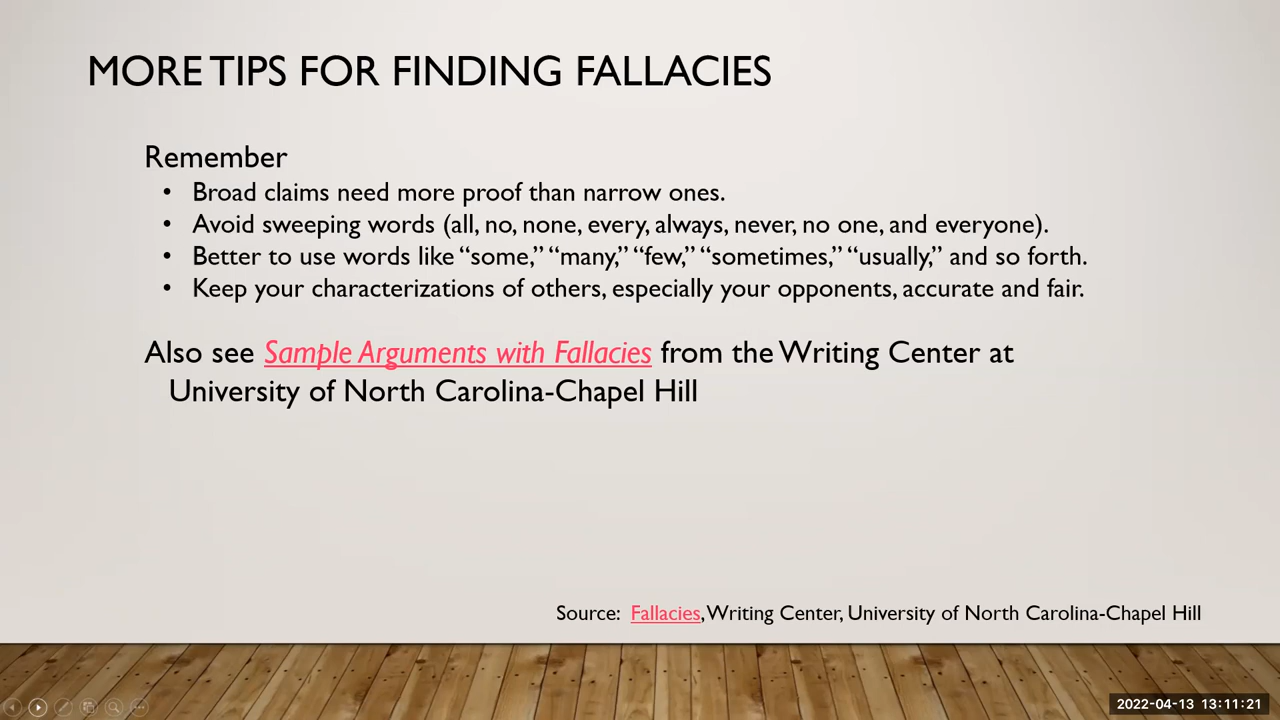 MORE TIPS FOR FINDING FALLACIES
Remember
• Broad claims need more proof than narrow ones.
• Avoid sweeping words (all, no, none, every, always, never, no one, and everyone).
• Better to use words like “some,” “many,” “few,” “sometimes,” “usually,” and so forth.
• Keep your characterizations of others, especially your opponents, accurate and fair.
Also see Sample Arguments with Fallacies from the Writing Center at
University of North Carolina-Chapel Hill
Source: Fallacies, Writing Center, University of North Carolina-Chapel Hill
2022-04-13 13:11:21